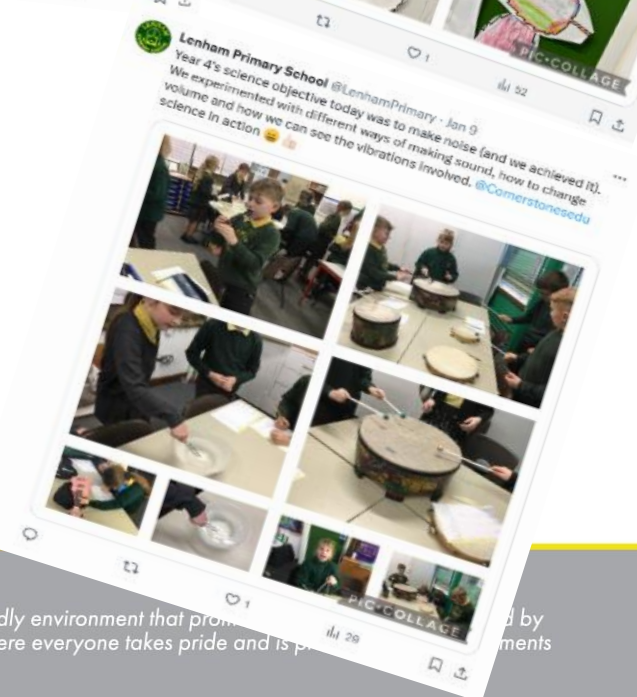 PIC•COLLAGE
1
52
Lenham Primary School @LenhamPrimary · Jan 9
Year 4's science objective today was to make noise (and we achieved it).
We experimented with different ways of making sound, how to change
volume and how we can see the vibrations involved. @Cornerstonesedu
science in action 😄 👍🏻
PIC•COLLAGE
1
29
dly environment that
d by
ere everyone takes pride and is
ments